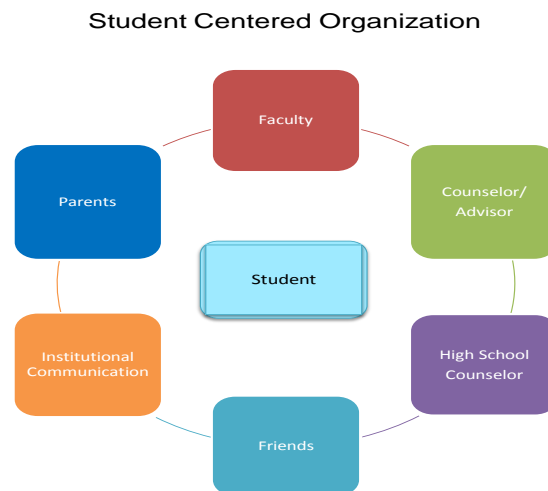 Student Centered Organization
Faculty
Parents
Counselor/
Advisor
Student
Institutional
Communication
High School
Counselor
Friends